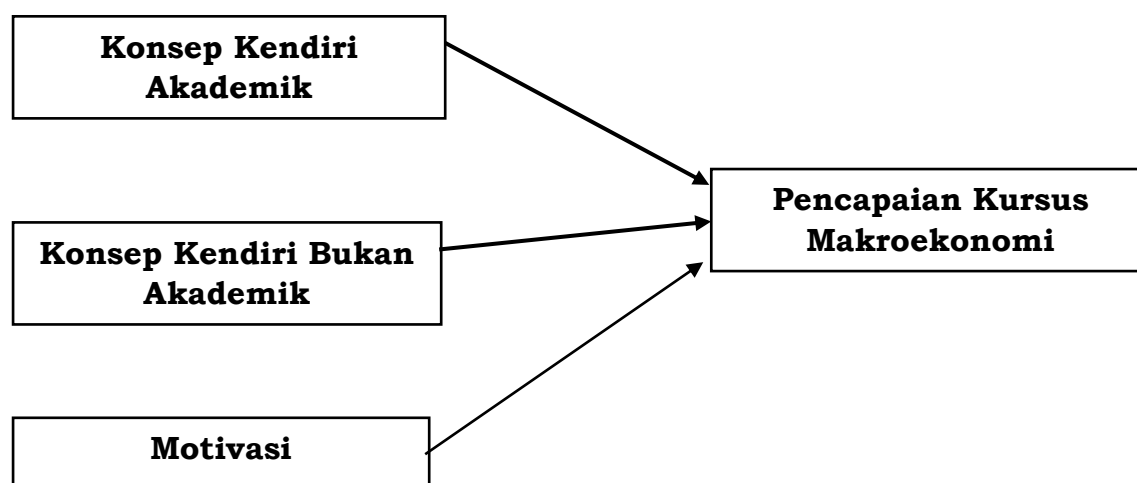 Konsep Kendiri
Akademik
Konsep Kendiri Bukan
Akademik
Motivasi
Pencapaian Kursus
Makroekonomi